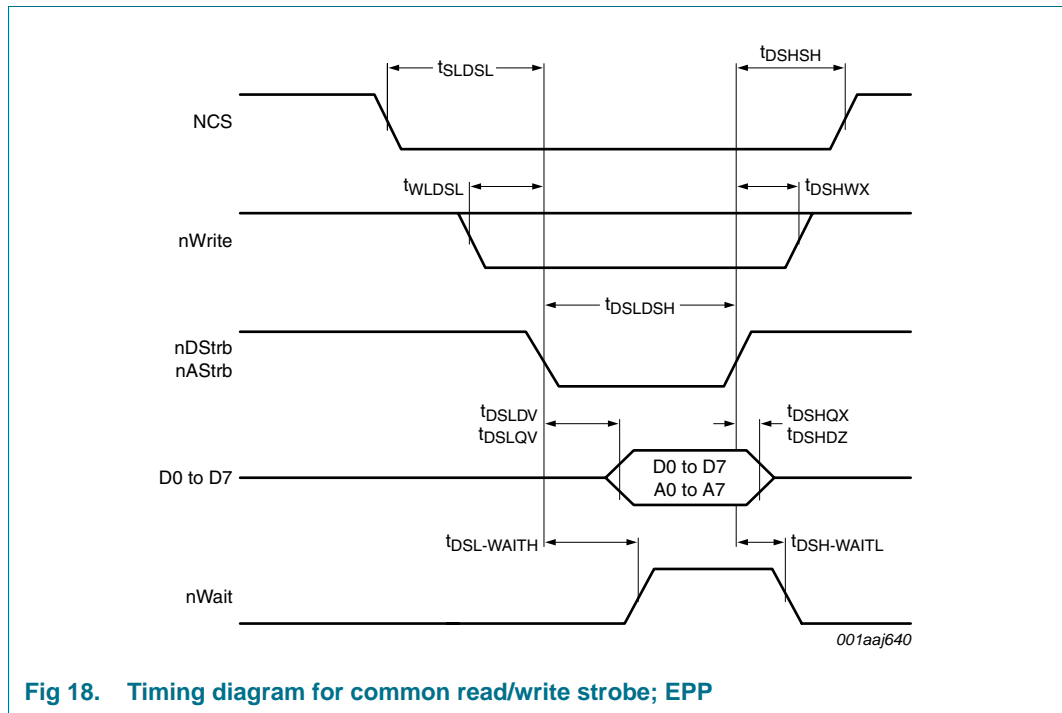 tSLDSL
tDSHSH
NCS
tWLDSL
tDSHWX
nWrite
tDSLDSH
nDStrb
nAStrb
tDSLDV
tDSLQV
tDSHQX
tDSHDZ
D0 to D7
D0 to D7
A0 to A7
tDSL-WAITH
tDSH-WAITL
nWait
001aaj640
Fig 18. Timing diagram for common read/write strobe; EPP